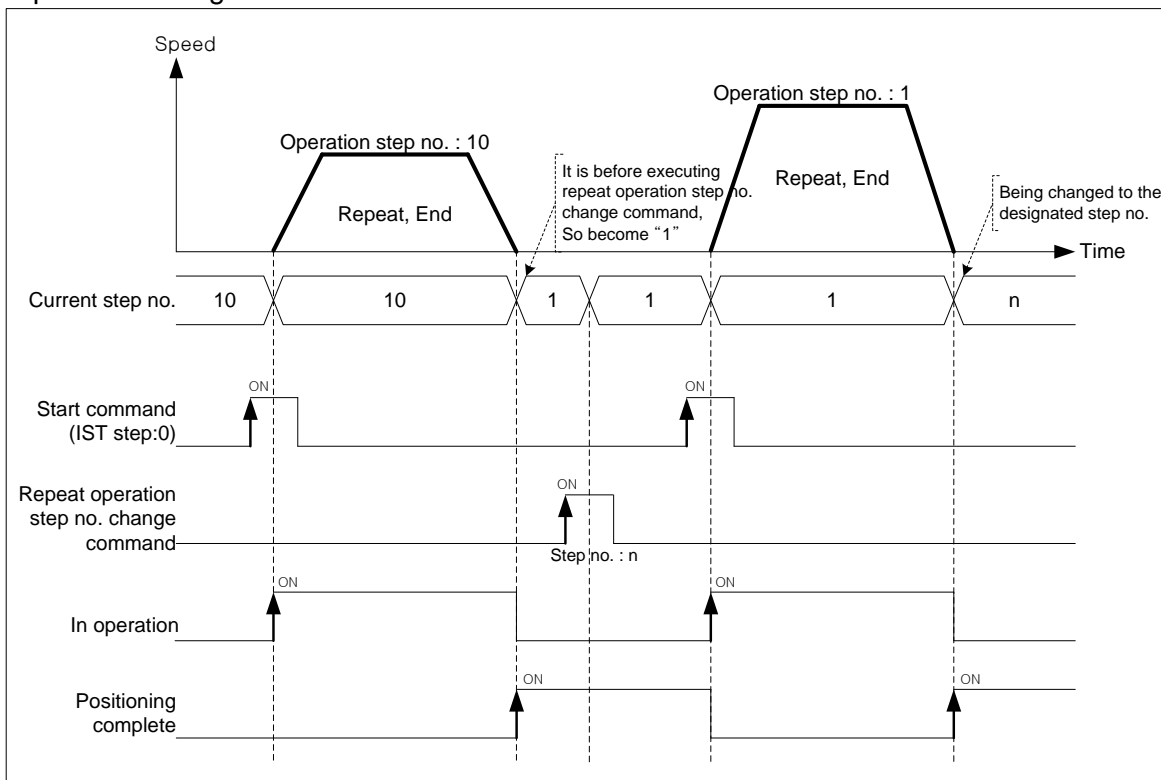 Speed
Operation step no. : 1
Operation step no. : 10
It is before executing
repeat operation step no.
change command,
So become “1”
Repeat, End
Repeat, End
Being changed to the
designated step no.
Time
Current step no.
10
10
1
1
1
n
ON
ON
Start command
(IST step:0)
Repeat operation
step no. change
command
ON
Step no. : n
ON
ON
In operation
ON
ON
Positioning
complete